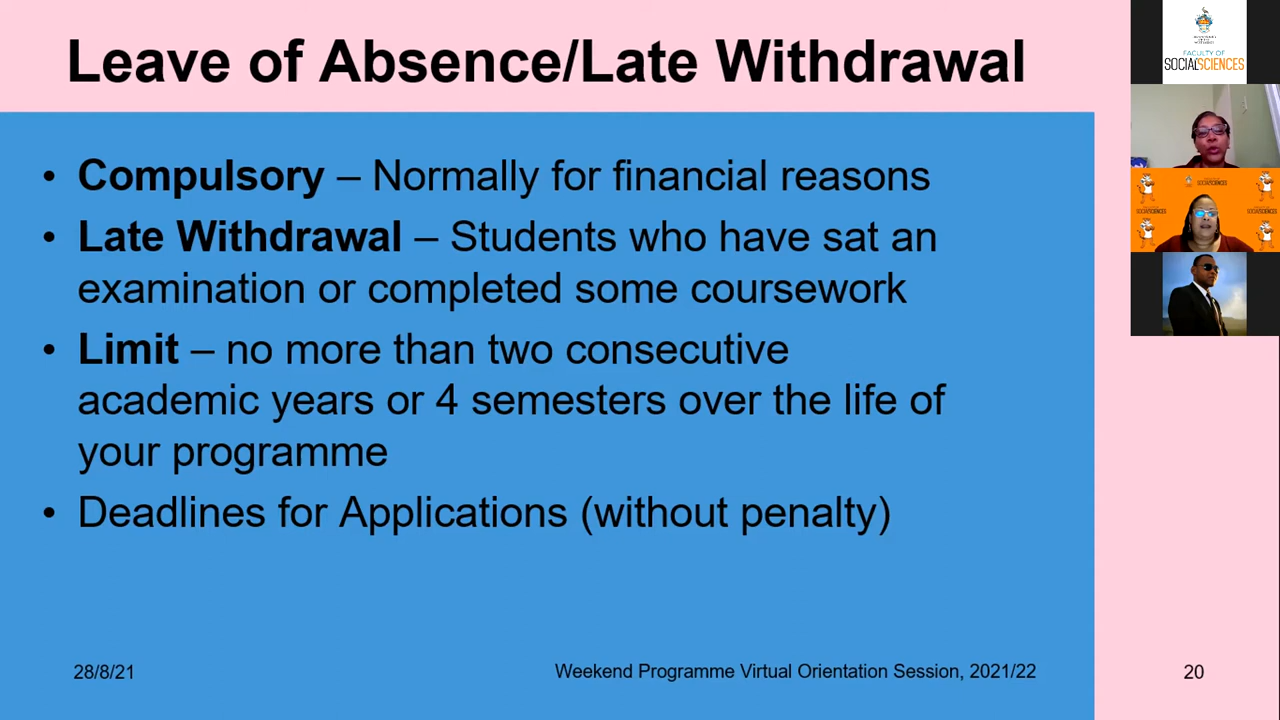 Leave of Absence/Late Withdrawal
• Compulsory – Normally for financial reasons
• Late Withdrawal – Students who have sat an
examination or completed some coursework
• Limit – no more than two consecutive
academic years or 4 semesters over the life of
your programme
• Deadlines for Applications (without penalty)
28/8/21
Weekend Programme Virtual Orientation Session, 2021/22
20
FACULTY OF
SOCIALSCIENCES